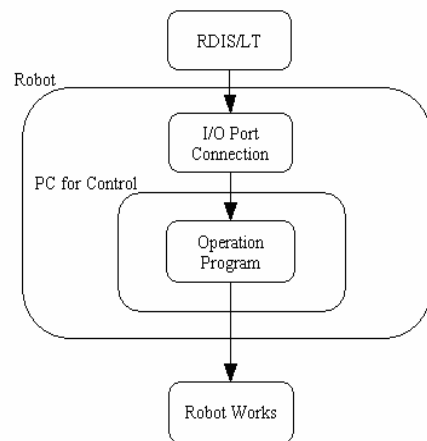 RDIS/LT
Robot
I/O Port
Connection
PC for Control
Operation
Program
Robot Works